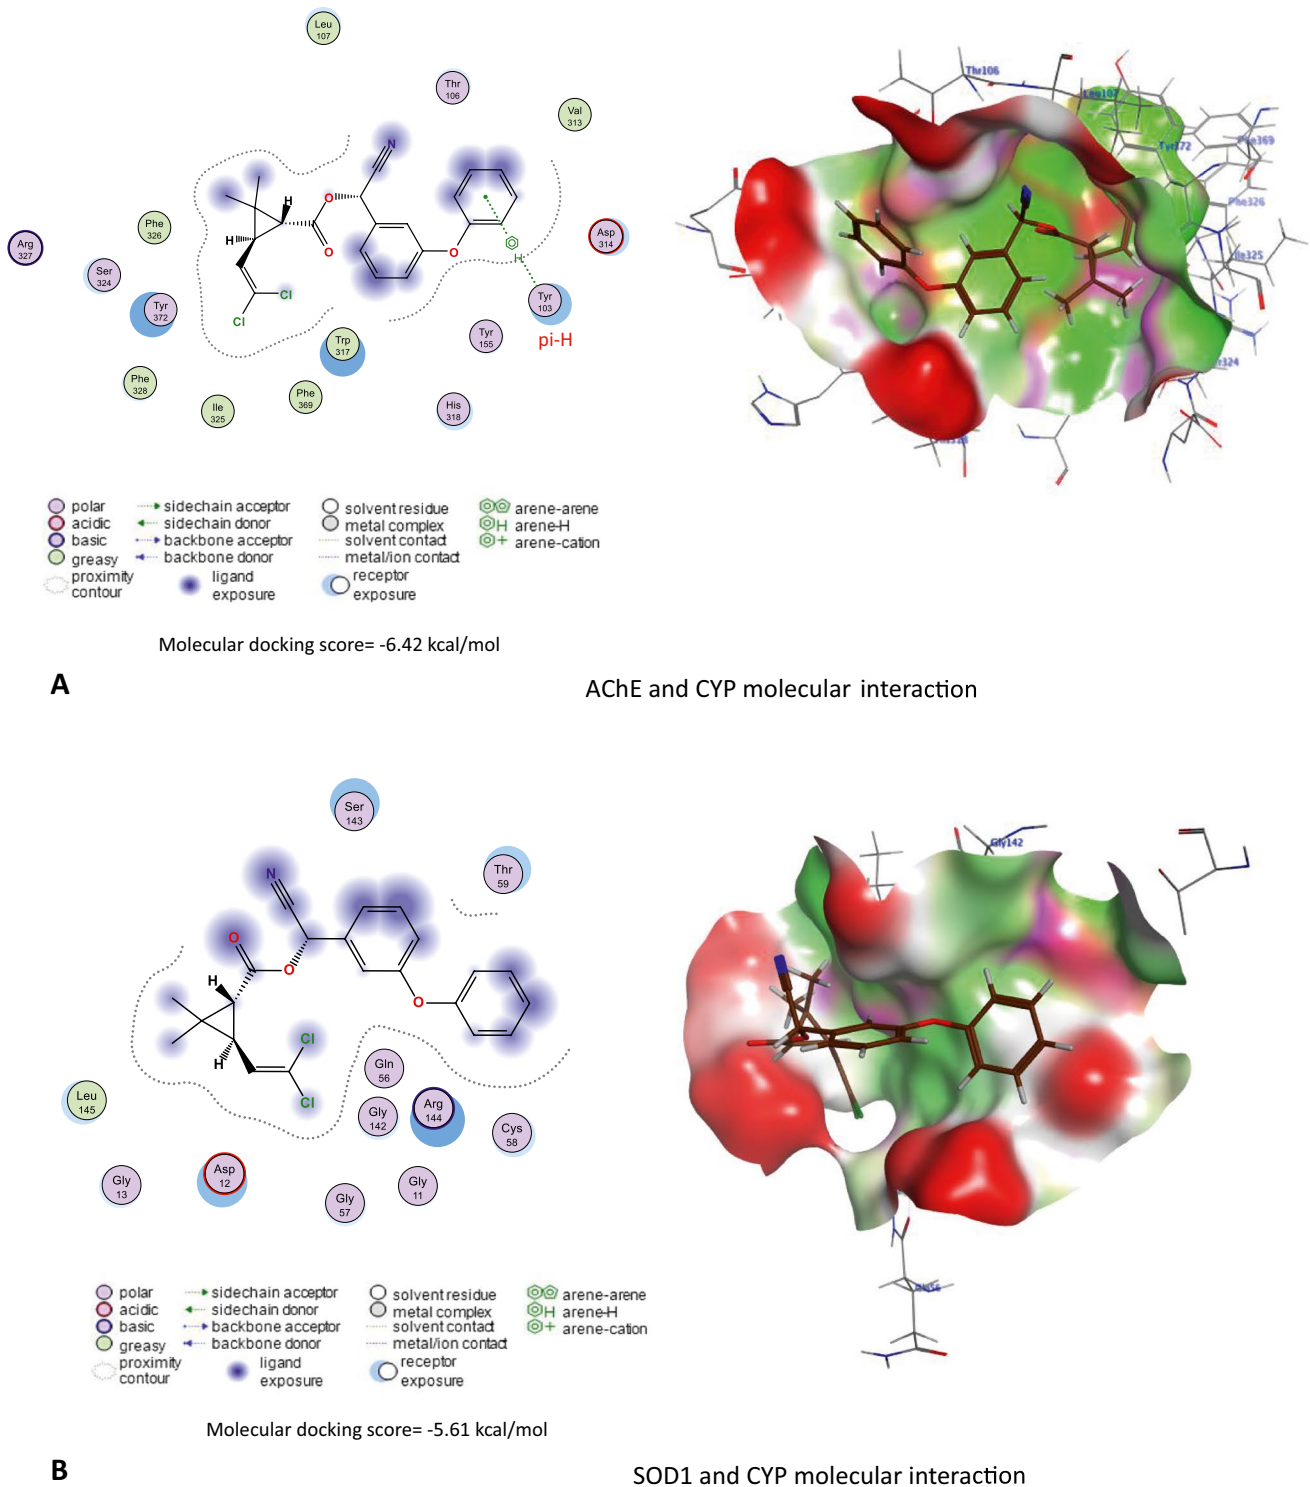 Leu
107
Thr
106
Val
313
N
O
H
H
O
O
Cl
Cl
H
Phe
326
Arg
327
Ser
324
Tyr
372
Asp
314
Tyr
103
pi-H
Tyr
155
Trp
317
Phe
328
Ile
325
Phe
369
His
318
Thr106
Leu107
Tyr372
Phe369
Phe326
Ile325
polar
acidic
basic
greasy
proximity
contour
sidechain acceptor
sidechain donor
backbone acceptor
backbone donor
ligand
exposure
solvent residue
metal complex
solvent contact
metal/ion contact
receptor
exposure
arene-arene
H arene-H
+ arene-cation
Molecular docking score= -6.42 kcal/mol
A
AChE and CYP molecular interaction
Ser
143
Thr
59
N
O
O
H
H
O
Cl
Cl
Gln
56
Gly
142
Arg
144
Cys
58
Leu
145
Gly
13
Asp
12
Gly
57
Gly
11
Gly142
polar
acidic
basic
greasy
proximity
contour
sidechain acceptor
sidechain donor
backbone acceptor
backbone donor
ligand
exposure
solvent residue
metal complex
solvent contact
metal/ion contact
receptor
exposure
arene-arene
H arene-H
+ arene-cation
Molecular docking score= -5.61 kcal/mol
B
SOD1 and CYP molecular interaction